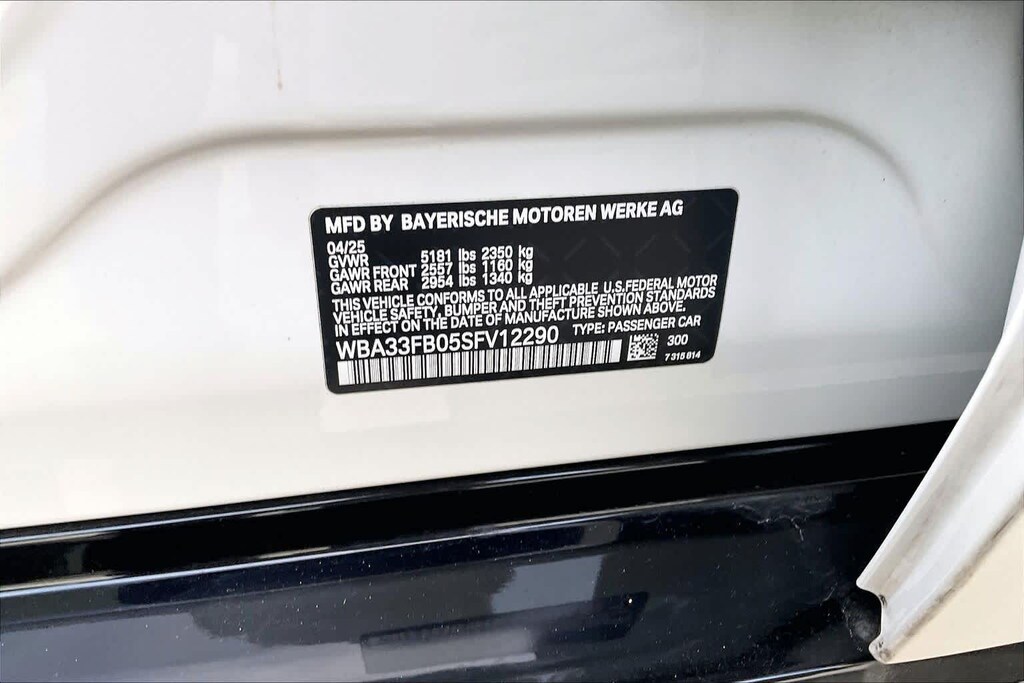 MFD BY BAYERISCHE MOTOREN WERKE AG
04/25
GVWR 5181 lbs 2350 kg
GAWR FRONT 2557 lbs 1160 kg
GAWR REAR 2954 lbs 1340 kg
THIS VEHICLE CONFORMS TO ALL APPLICABLE U.S.FEDERAL MOTOR
VEHICLE SAFETY, BUMPER AND THEFT PREVENTION STANDARDS
IN EFFECT ON THE DATE OF MANUFACTURE SHOWN ABOVE.
WBA33FB05SFV12290 TYPE: PASSENGER CAR
300
7 315 814